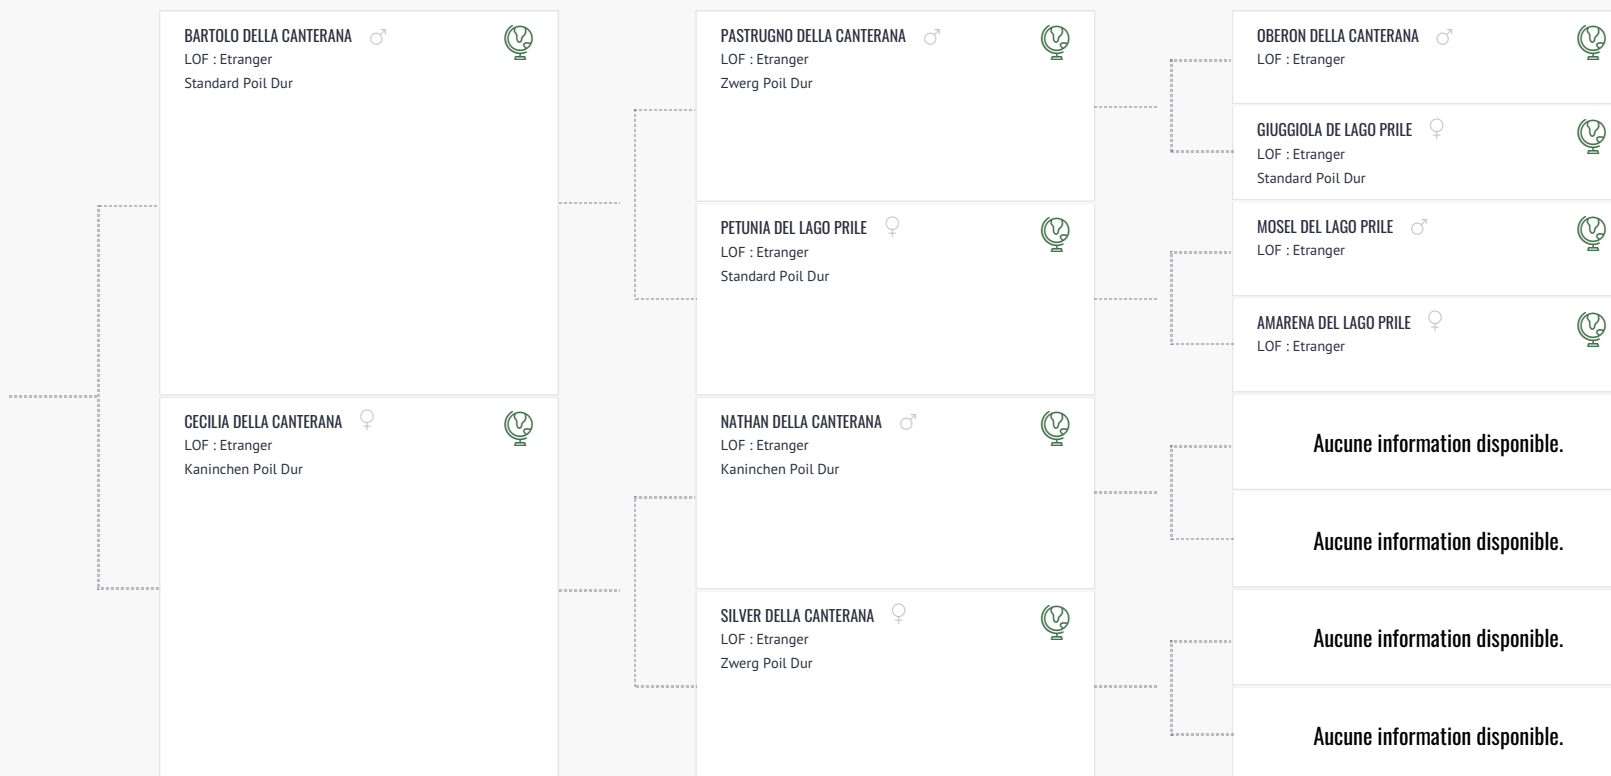 BARTOLO DELLA CANTERANA
LOF : Etranger
Standard Poil Dur
CECILIA DELLA CANTERANA
LOF : Etranger
Kaninchen Poil Dur
PASTRUGNO DELLA CANTERANA
LOF : Etranger
Zwerg Poil Dur
PETUNIA DEL LAGO PRILE
LOF : Etranger
Standard Poil Dur
NATHAN DELLA CANTERANA
LOF : Etranger
Kaninchen Poil Dur
SILVER DELLA CANTERANA
LOF : Etranger
Zwerg Poil Dur
OBERON DELLA CANTERANA
LOF : Etranger
GIUGGIOLA DE LAGO PRILE
LOF : Etranger
Standard Poil Dur
MOSEL DEL LAGO PRILE
LOF : Etranger
AMARENA DEL LAGO PRILE
LOF : Etranger
Aucune information disponible.
Aucune information disponible.
Aucune information disponible.
Aucune information disponible.